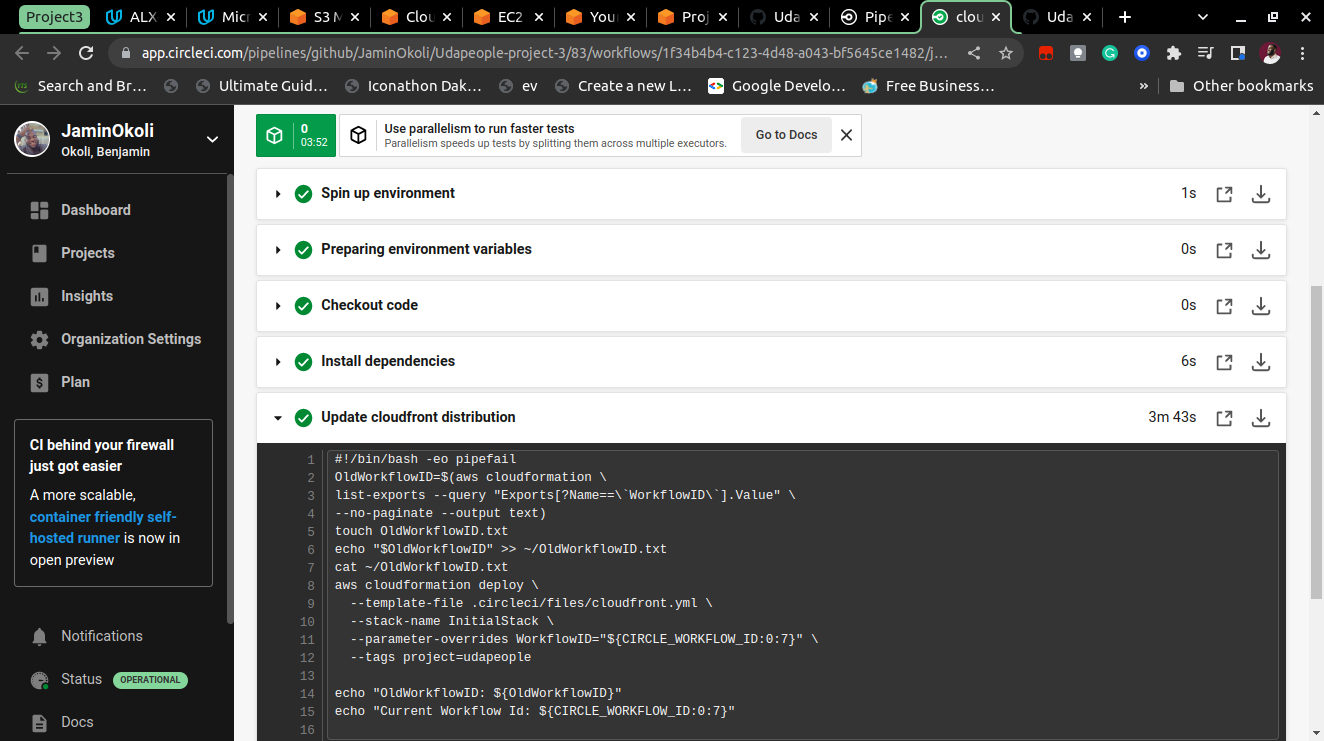 Project3
ALX
Micr
S3 M
Clou
EC2
Your
Proj
Uda
Pipe
clou
Uda
app.circleci.com/pipelines/github/JaminOkoli/Udapeople-project-3/83/workflows/1f34b4b4-c123-4d48-a043-bf5645ce1482/j...
Search and Br...
Ultimate Guid...
Iconathon Dak...
ev
Create a new L...
Google Develo...
Free Business...
»
Other bookmarks
JaminOkoli
Okoli, Benjamin
Dashboard
Projects
Insights
Organization Settings
Plan
CI behind your firewall
just got easier
A more scalable,
container friendly self-
hosted runner is now in
open preview
Notifications
Status OPERATIONAL
Docs
0
03:52
Use parallelism to run faster tests
Parallelism speeds up tests by splitting them across multiple executors.
Go to Docs
Spin up environment 1s
Preparing environment variables 0s
Checkout code 0s
Install dependencies 6s
Update cloudfront distribution 3m 43s
1 #!/bin/bash -eo pipefail
2 OldWorkflowID=$(aws cloudformation \
3 list-exports --query "Exports[?Name==\`WorkflowID\`].Value" \
4 --no-paginate --output text)
5 touch OldWorkflowID.txt
6 echo "$OldWorkflowID" >> ~/OldWorkflowID.txt
7 cat ~/OldWorkflowID.txt
8 aws cloudformation deploy \
9 --template-file .circleci/files/cloudfront.yml \
10 --stack-name InitialStack \
11 --parameter-overrides WorkflowID="${CIRCLE_WORKFLOW_ID:0:7}" \
12 --tags project=udapeople
13
14 echo "OldWorkflowID: ${OldWorkflowID}"
15 echo "Current Workflow Id: ${CIRCLE_WORKFLOW_ID:0:7}"
16